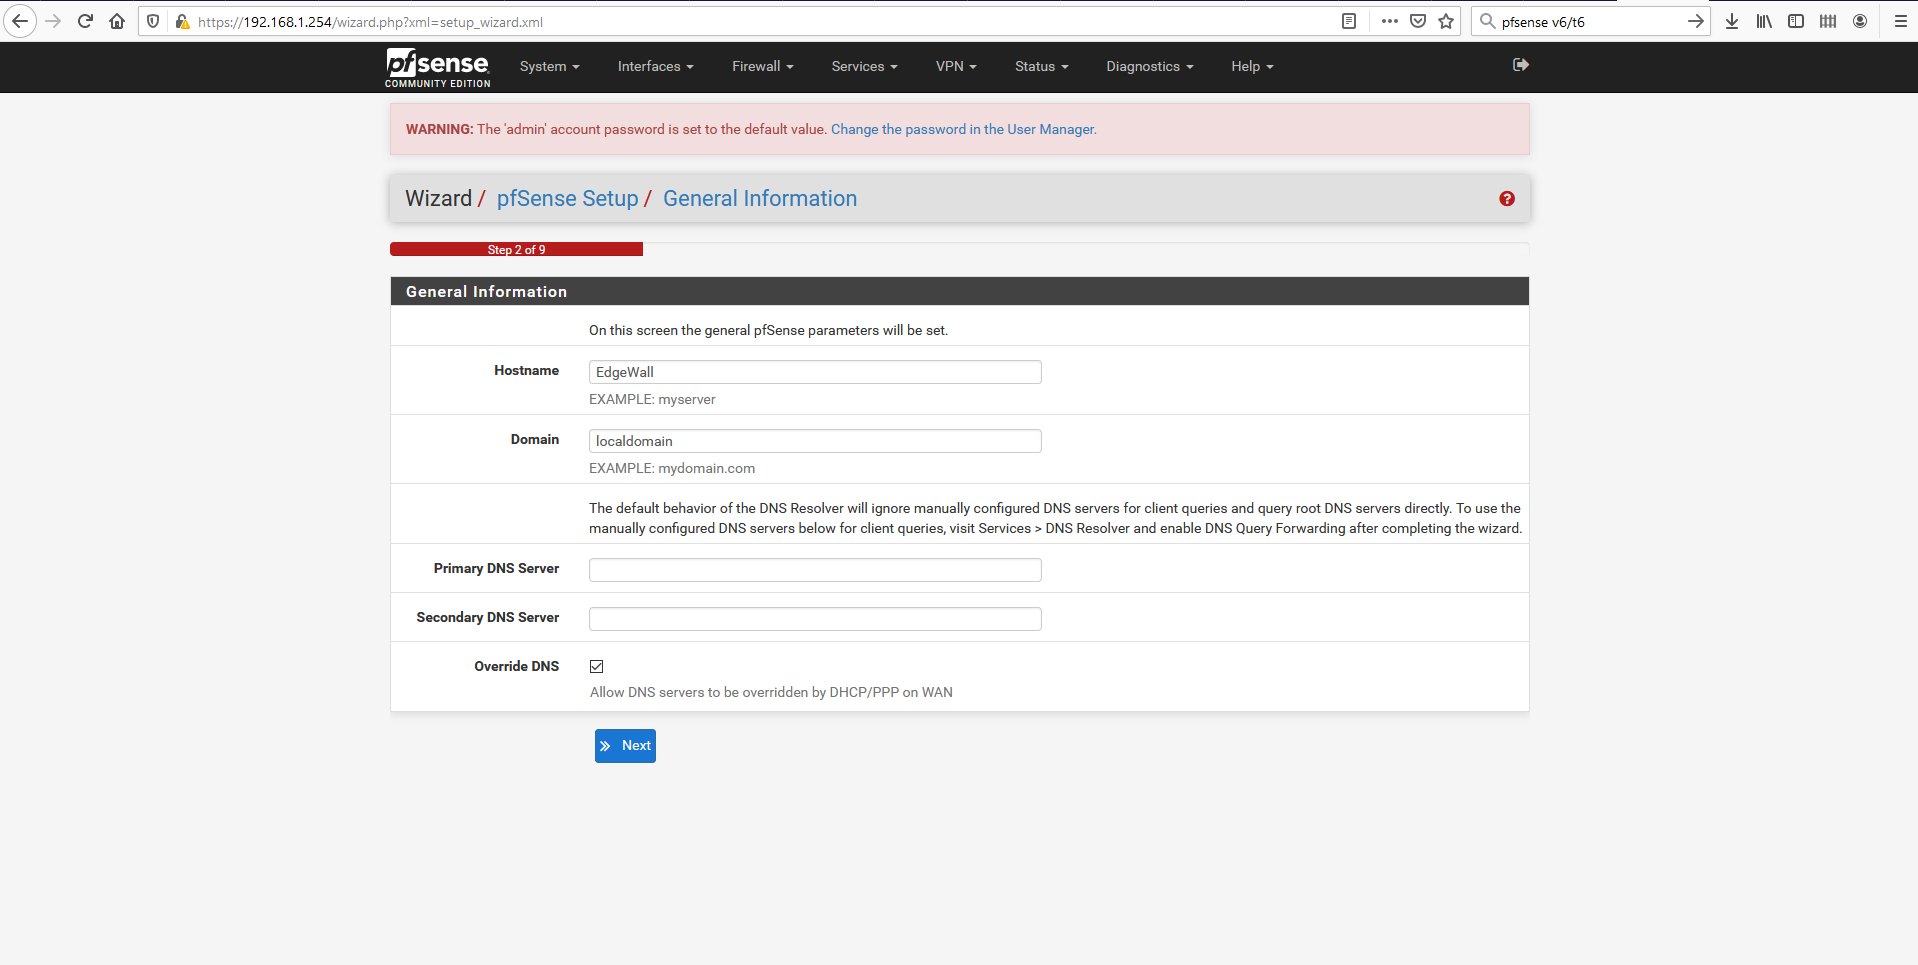 https://192.168.1.254/wizard.php?xml=setup_wizard.xml
pfsense v6/t6
pfsense
COMMUNITY EDITION
System
Interfaces
Firewall
Services
VPN
Status
Diagnostics
Help
WARNING: The 'admin' account password is set to the default value. Change the password in the User Manager.
Wizard / pfSense Setup / General Information
Step 2 of 9
General Information
On this screen the general pfSense parameters will be set.
Hostname
EdgeWall
EXAMPLE: myserver
Domain
localdomain
EXAMPLE: mydomain.com
The default behavior of the DNS Resolver will ignore manually configured DNS servers for client queries and query root DNS servers directly. To use the
manually configured DNS servers below for client queries, visit Services > DNS Resolver and enable DNS Query Forwarding after completing the wizard.
Primary DNS Server
Secondary DNS Server
Override DNS
Allow DNS servers to be overridden by DHCP/PPP on WAN
Next